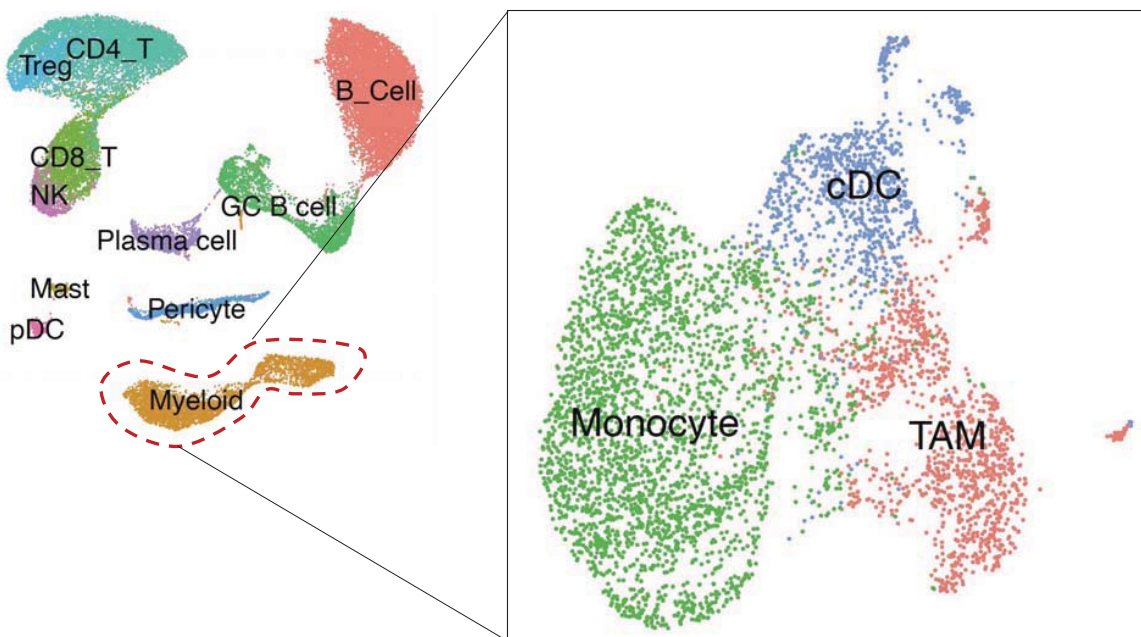 CD4_T
Treg
B_Cell
CD8_T
NK
GC B cell
Plasma cell
Mast
Pericyte
pDC
Myeloid
cDC
Monocyte
TAM